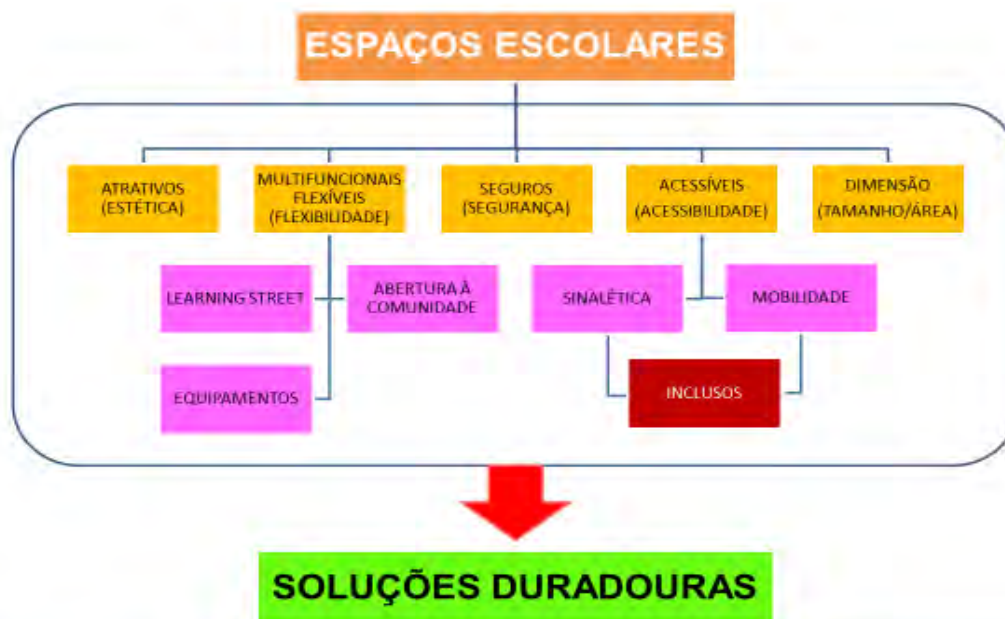 ESPAÇOS ESCOLARES
ATRATIVOS
(ESTÉTICA)
MULTIFUNCIONAIS
FLEXÍVEIS
(FLEXIBILIDADE)
SEGUROS
(SEGURANÇA)
ACESSÍVEIS
(ACESSIBILIDADE)
DIMENSÃO
(TAMANHO/ÁREA)
LEARNING STREET
ABERTURA À
COMUNIDADE
SINALÉTICA
MOBILIDADE
EQUIPAMENTOS
INCLUSOS
SOLUÇÕES DURADOURAS